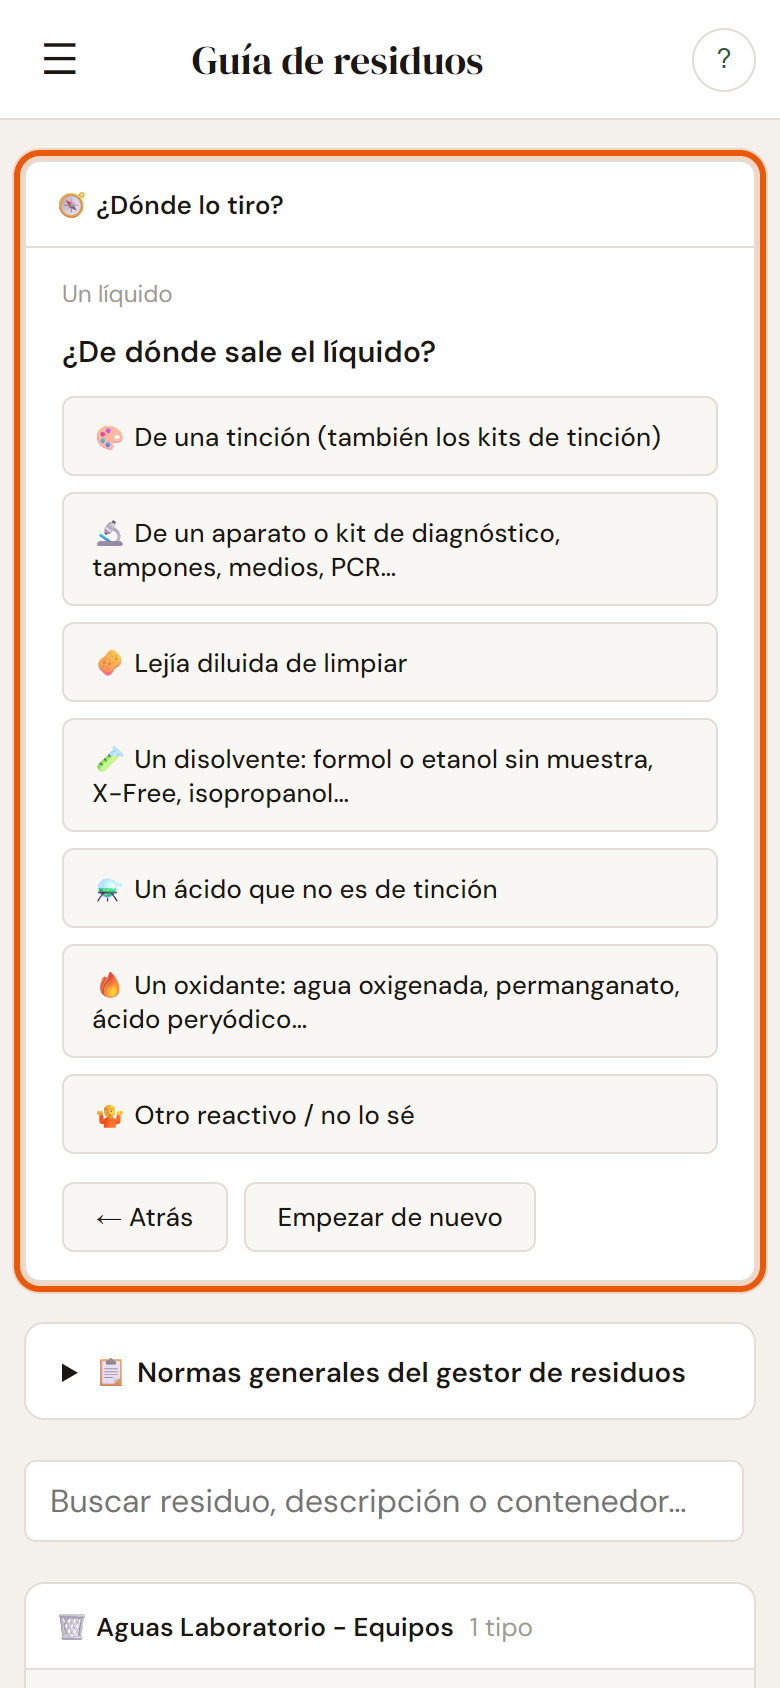 Guía de residuos
?
¿Dónde lo tiro?
Un líquido
¿De dónde sale el líquido?
De una tinción (también los kits de tinción)
De un aparato o kit de diagnóstico,
tampones, medios, PCR...
Lejía diluida de limpiar
Un disolvente: formol o etanol sin muestra,
X-Free, isopropanol...
Un ácido que no es de tinción
Un oxidante: agua oxigenada, permanganato,
ácido peryódico...
Otro reactivo / no lo sé
← Atrás
Empezar de nuevo
Normas generales del gestor de residuos
Buscar residuo, descripción o contenedor...
Aguas Laboratorio - Equipos 1 tipo